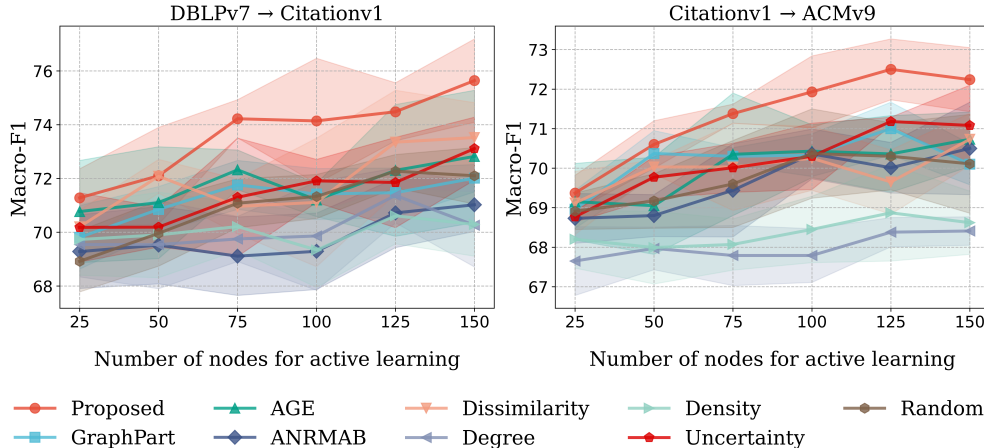 DBLPv7 → Citationv1
Macro-F1
76
74
72
70
68
25 50 75 100 125 150
Number of nodes for active learning
Citationv1 → ACMv9
Macro-F1
73
72
71
70
69
68
67
25 50 75 100 125 150
Number of nodes for active learning
Proposed AGE Dissimilarity Density Random
GraphPart ANRMAB Degree Uncertainty